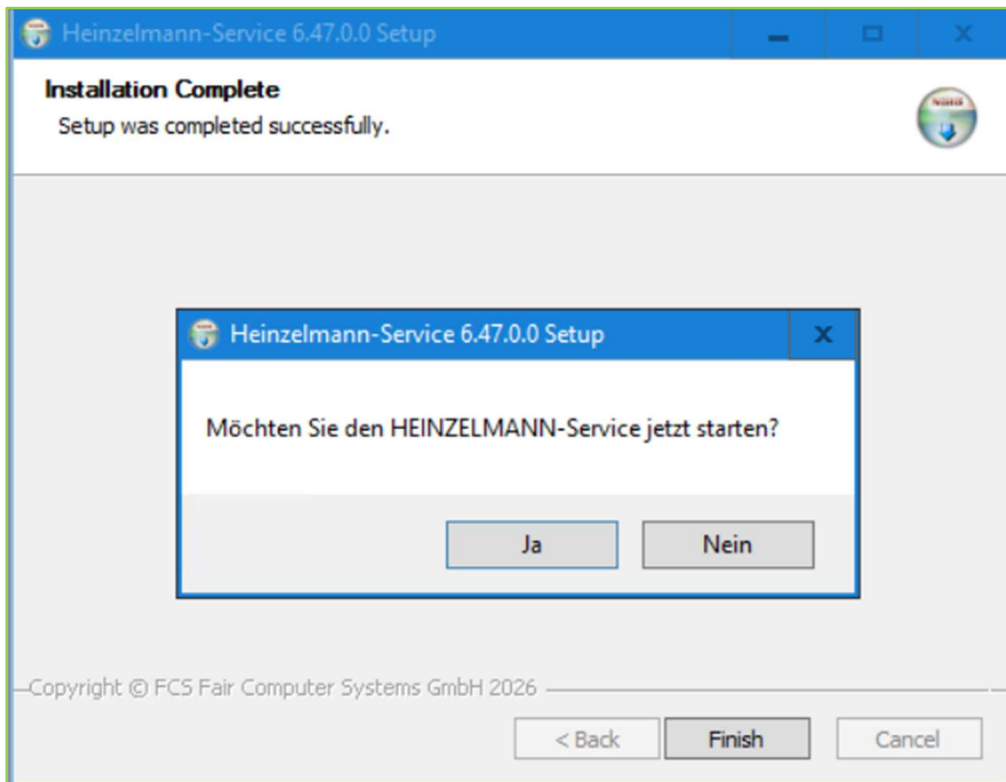 Heinzelmann-Service 6.47.0.0 Setup
Installation Complete
Setup was completed successfully.
Heinzelmann-Service 6.47.0.0 Setup
Möchten Sie den HEINZELMANN-Service jetzt starten?
Ja Nein
Copyright © FCS Fair Computer Systems GmbH 2026
< Back Finish Cancel